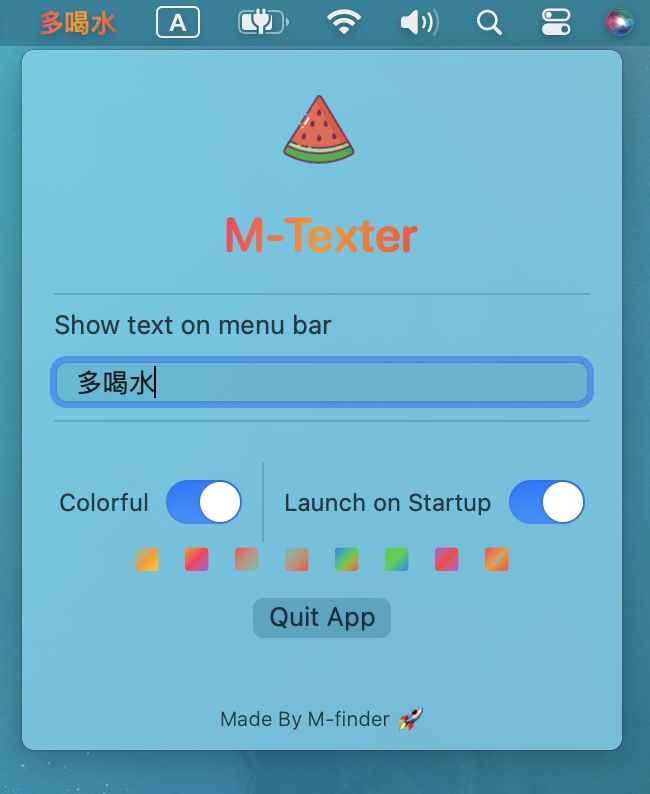 多喝水 A
M-Texter
Show text on menu bar
多喝水
Colorful Launch on Startup
Quit App
Made By M-finder 🚀